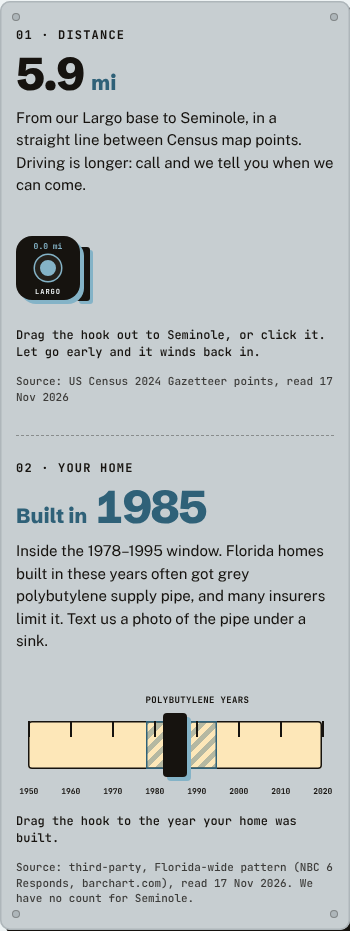 01 · DISTANCE
5.9 mi
From our Largo base to Seminole, in a
straight line between Census map points.
Driving is longer: call and we tell you when we
can come.
0.0 mi
LARGO
Drag the hook out to Seminole, or click it.
Let go early and it winds back in.
Source: US Census 2024 Gazetteer points, read 17
Nov 2026
02 · YOUR HOME
Built in 1985
Inside the 1978–1995 window. Florida homes
built in these years often got grey
polybutylene supply pipe, and many insurers
limit it. Text us a photo of the pipe under a
sink.
POLYBUTYLENE YEARS
1950 1960 1970 1980 1990 2000 2010 2020
Drag the hook to the year your home was
built.
Source: third-party, Florida-wide pattern (NBC 6
Responds, barchart.com), read 17 Nov 2026. We
have no count for Seminole.